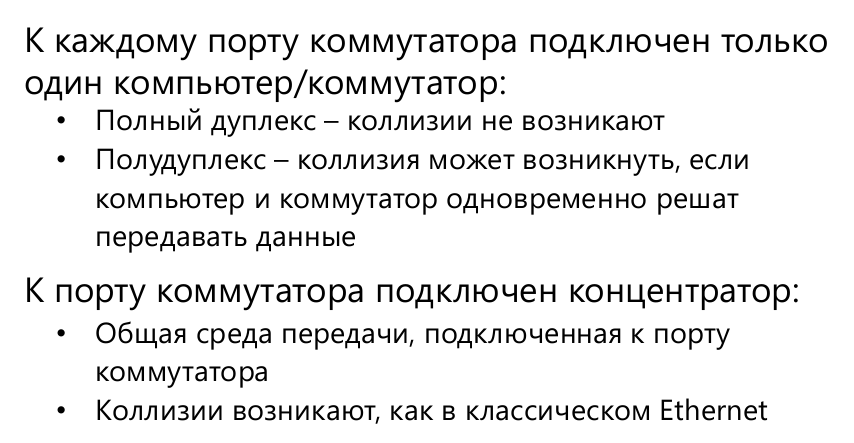 К каждому порту коммутатора подключен только
один компьютер/коммутатор:
• Полный дуплекс – коллизии не возникают
• Полудуплекс – коллизия может возникнуть, если
компьютер и коммутатор одновременно решат
передавать данные
К порту коммутатора подключен концентратор:
• Общая среда передачи, подключенная к порту
коммутатора
• Коллизии возникают, как в классическом Ethernet